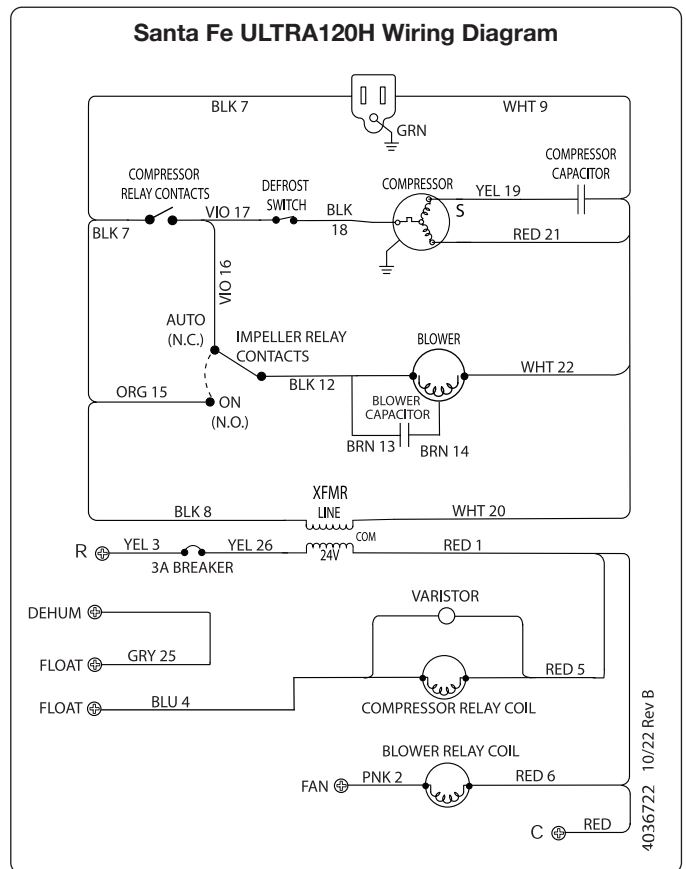 Santa Fe ULTRA120H Wiring Diagram
BLK 7
WHT 9
GRN
COMPRESSOR
CAPACITOR
COMPRESSOR
RELAY CONTACTS
DEFROST
SWITCH
COMPRESSOR
YEL 19
VIO 17
BLK
18
S
BLK 7
RED 21
VIO 16
AUTO
(N.C.)
IMPELLER RELAY
CONTACTS
BLOWER
BLK 12
WHT 22
ORG 15
ON
(N.O.)
BLOWER
CAPACITOR
BRN 13
BRN 14
XFMR
LINE
BLK 8
WHT 20
COM
R
YEL 3
YEL 26
24V
RED 1
3A BREAKER
VARISTOR
DEHUM
GRY 25
FLOAT
RED 5
FLOAT
BLU 4
COMPRESSOR RELAY COIL
BLOWER RELAY COIL
FAN
PNK 2
RED 6
C
RED
4036722 10/22 Rev B